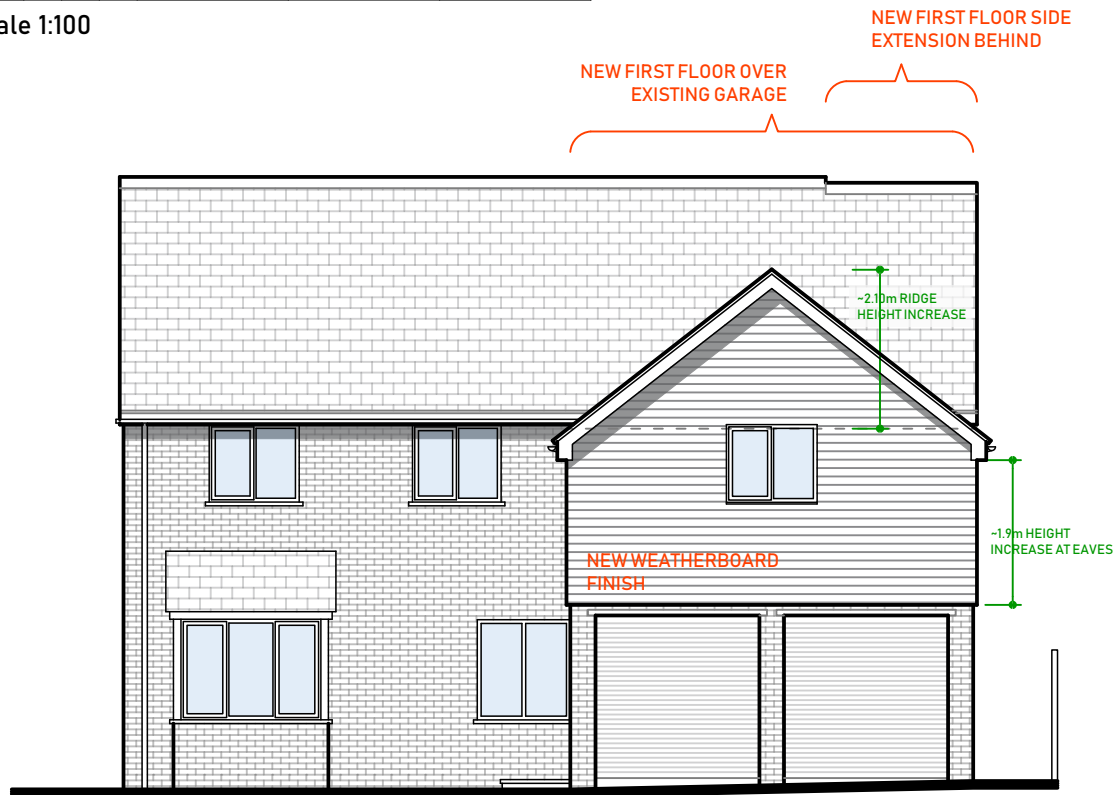 ale 1:100
NEW FIRST FLOOR SIDE
EXTENSION BEHIND
NEW FIRST FLOOR OVER
EXISTING GARAGE
~2.10m RIDGE
HEIGHT INCREASE
~1.9m HEIGHT
INCREASE AT EAVES
NEW WEATHERBOARD
FINISH